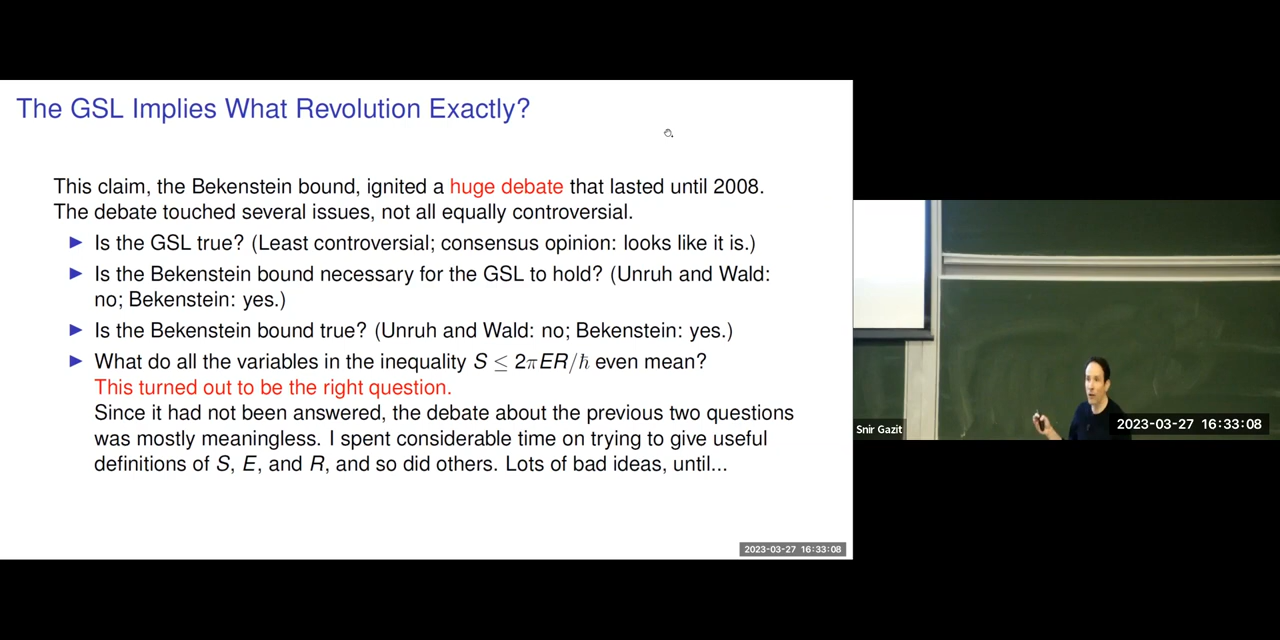 The GSL Implies What Revolution Exactly?
This claim, the Bekenstein bound, ignited a huge debate that lasted until 2008.
The debate touched several issues, not all equally controversial.
▶ Is the GSL true? (Least controversial; consensus opinion: looks like it is.)
▶ Is the Bekenstein bound necessary for the GSL to hold? (Unruh and Wald:
no; Bekenstein: yes.)
▶ Is the Bekenstein bound true? (Unruh and Wald: no; Bekenstein: yes.)
▶ What do all the variables in the inequality S ≤ 2πER/ℏ even mean?
This turned out to be the right question.
Since it had not been answered, the debate about the previous two questions
was mostly meaningless. I spent considerable time on trying to give useful
definitions of S, E, and R, and so did others. Lots of bad ideas, until...
2023-03-27 16:33:08
Snir Gazit
2023-03-27 16:33:08